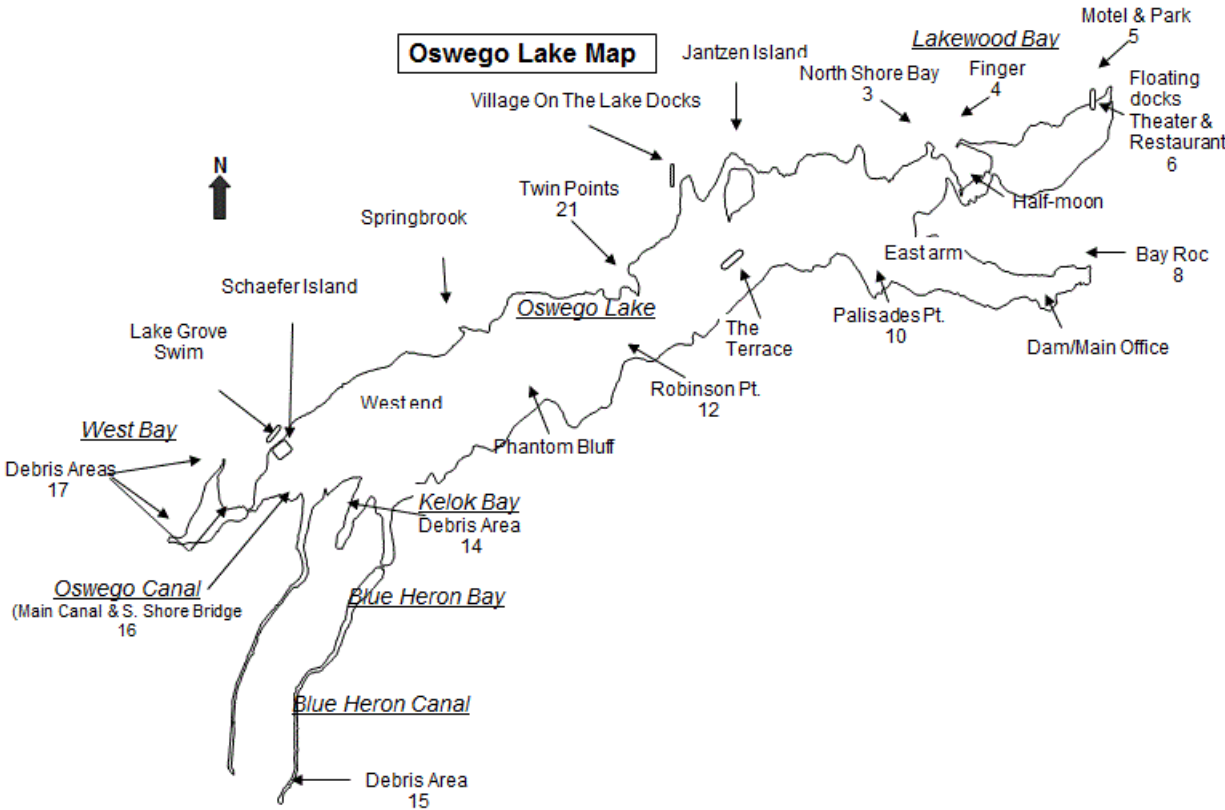 Oswego Lake Map
Jantzen Island
Lakewood Bay
Motel & Park
5
North Shore Bay
3
Finger
4
Floating
docks
Theater &
Restaurant
6
Village On The Lake Docks
N
Twin Points
21
Half-moon
Springbrook
East arm
Bay Roc
8
Schaefer Island
Oswego Lake
Lake Grove
Swim
The
Terrace
Palisades Pt.
10
Dam/Main Office
Robinson Pt.
12
West end
West Bay
Phantom Bluff
Debris Areas
17
Kelok Bay
Debris Area
14
Oswego Canal
(Main Canal & S. Shore Bridge
16
Blue Heron Bay
Blue Heron Canal
Debris Area
15